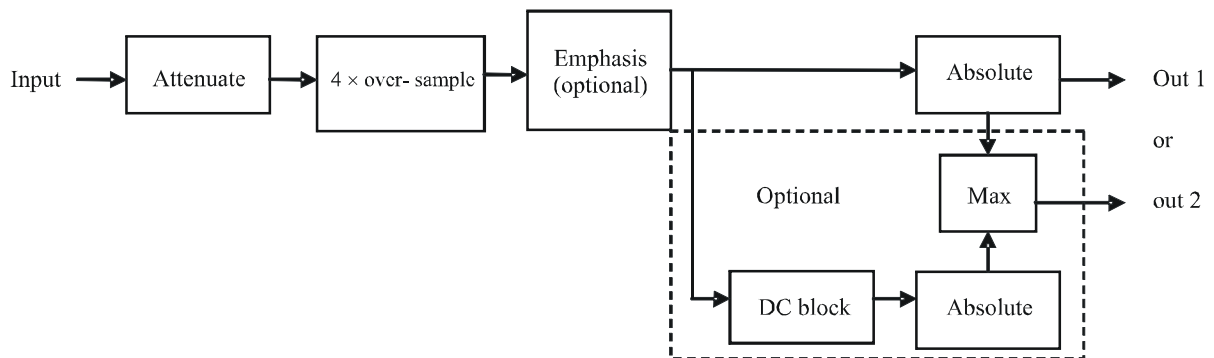 Input
Attenuate
4 × over- sample
Emphasis
(optional)
Absolute
Out 1
or
Optional
Max
out 2
DC block
Absolute